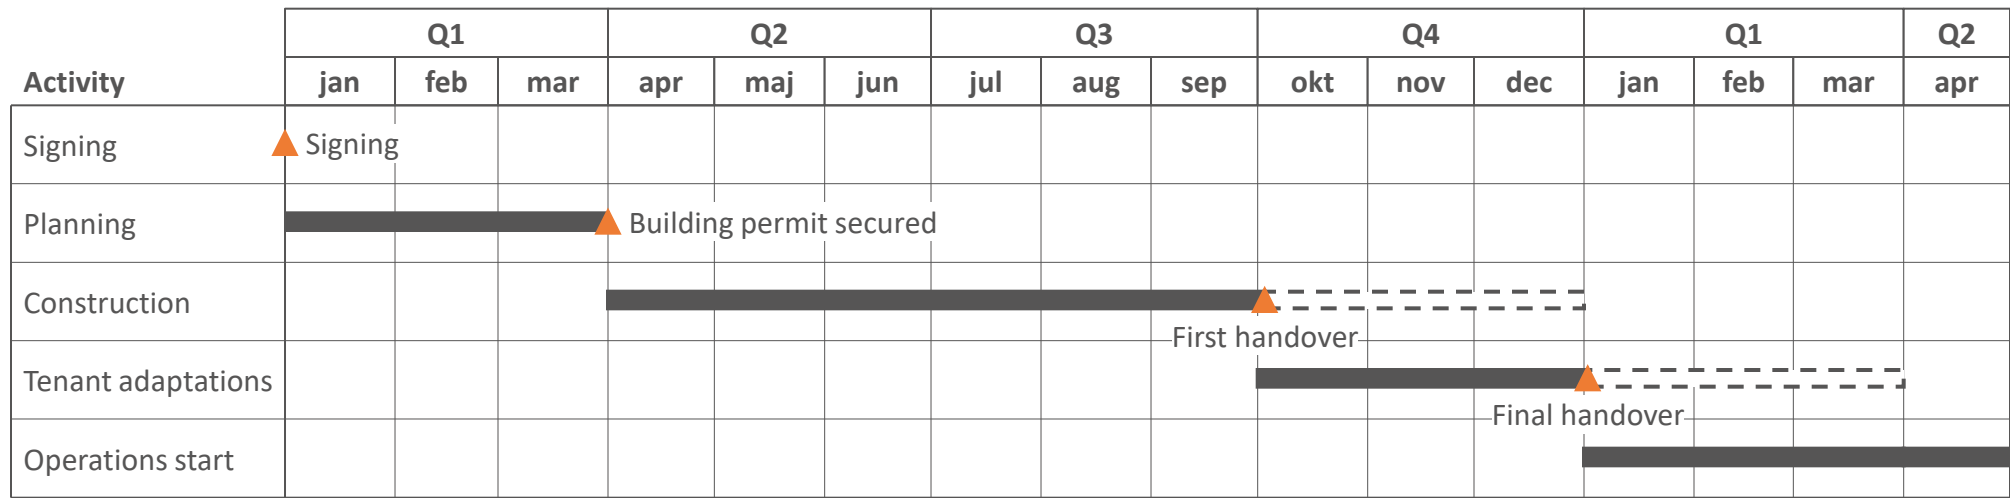 Q1 Q2 Q3 Q4 Q1 Q2
Activity jan feb mar apr maj jun jul aug sep okt nov dec jan feb mar apr
Signing Signing
Planning Building permit secured
Construction
First handover
Tenant adaptations
Final handover
Operations start